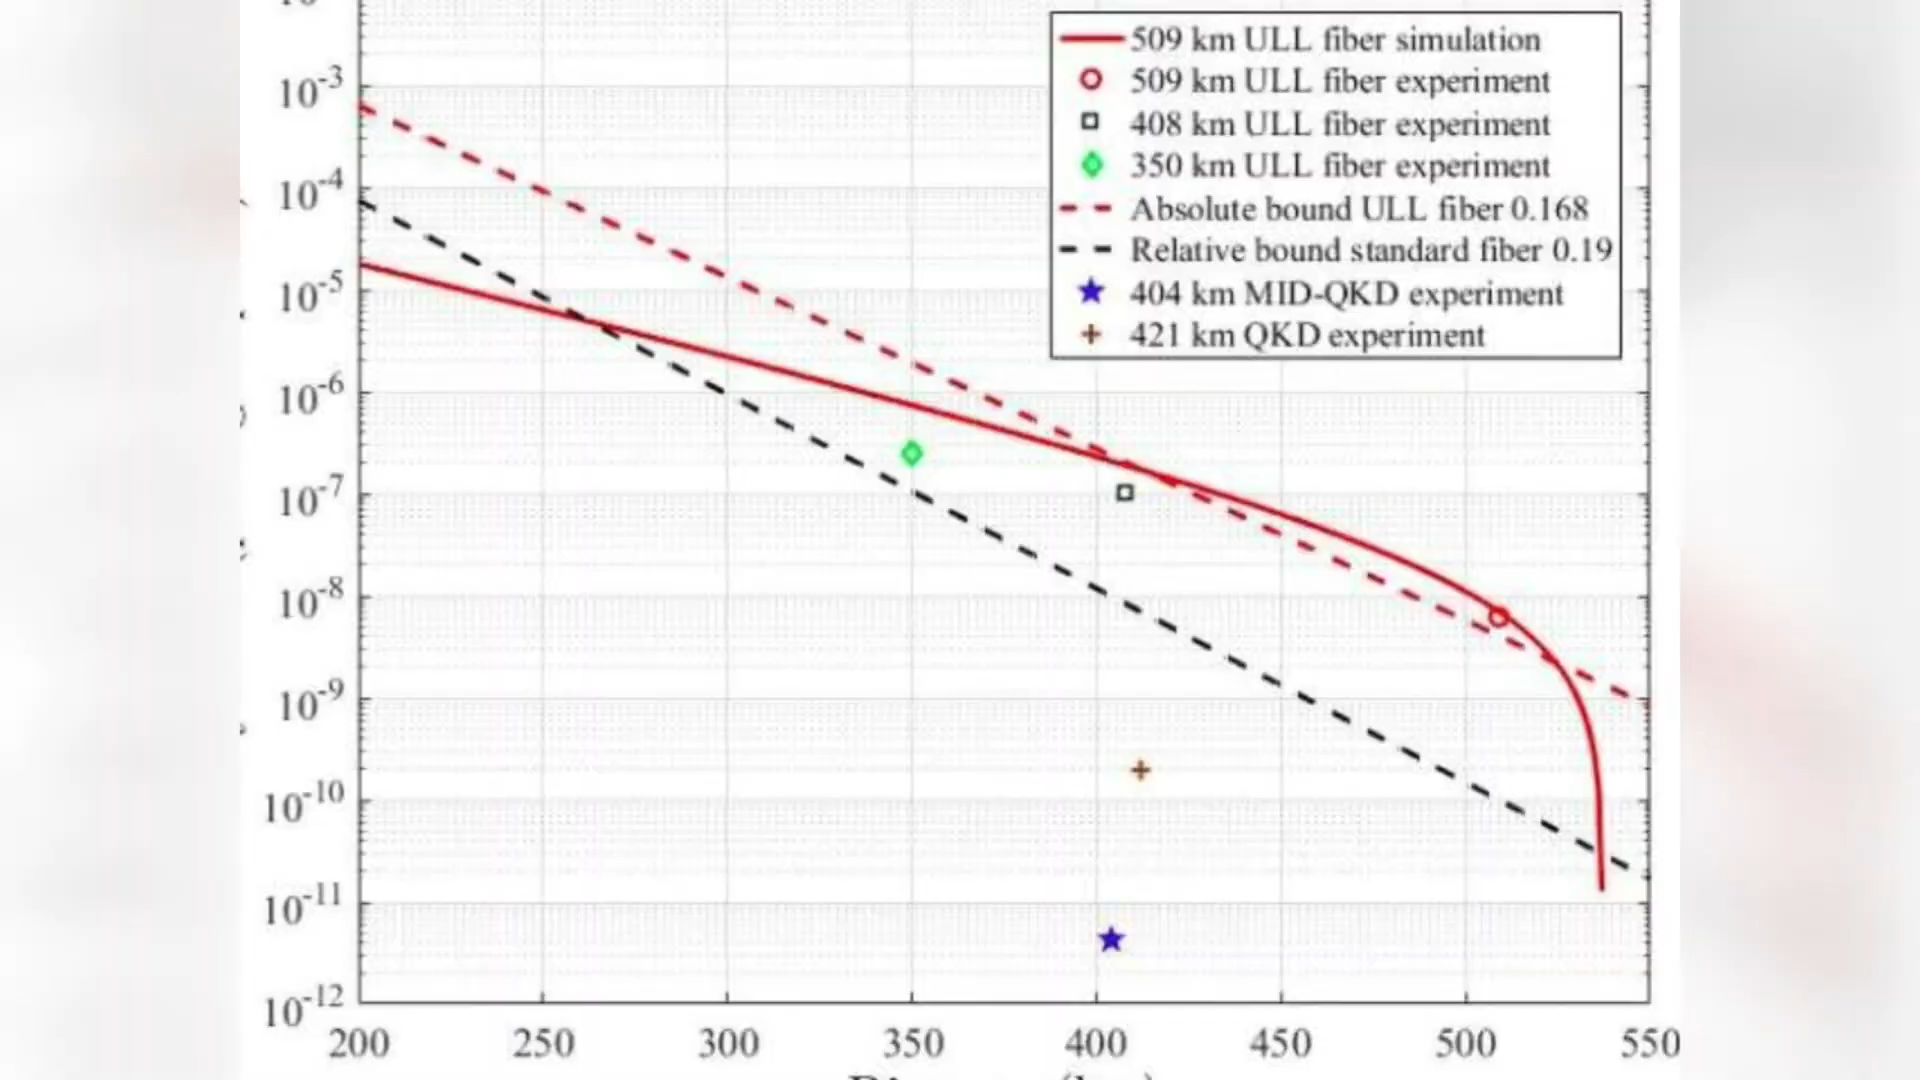 509 km ULL fiber simulation
509 km ULL fiber experiment
408 km ULL fiber experiment
350 km ULL fiber experiment
Absolute bound ULL fiber 0.168
Relative bound standard fiber 0.19
404 km MID-QKD experiment
421 km QKD experiment
10⁻³
10⁻⁴
10⁻⁵
10⁻⁶
10⁻⁷
10⁻⁸
10⁻⁹
10⁻¹⁰
10⁻¹¹
10⁻¹²
200 250 300 350 400 450 500 550